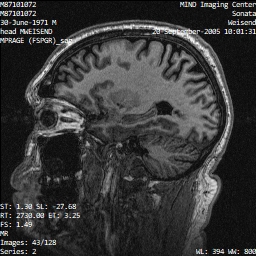 M87101072
M87101072
30-June-1971 M
head MWEISEND
MPRAGE (FSPGR)_sag
MIND Imaging Center
Sonata
Weisend
20-September-2005 10:01:31
ST: 1.30 SL: -27.68
RT: 2730.00 ET: 3.25
FS: 1.49
MR
Images: 43/128
Series: 2
WL: 394 WW: 800